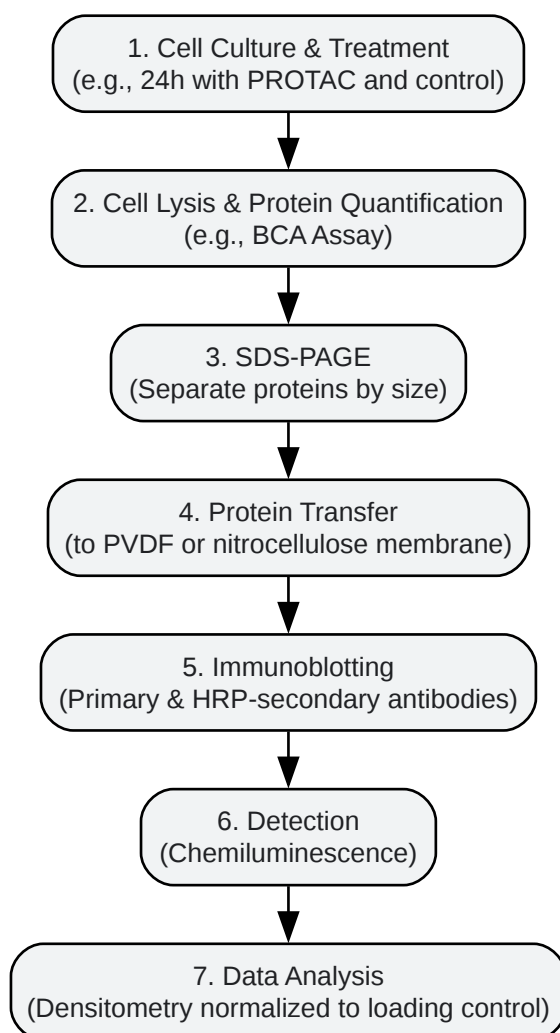 1. Cell Culture & Treatment
(e.g., 24h with PROTAC and control)
2. Cell Lysis & Protein Quantification
(e.g., BCA Assay)
3. SDS-PAGE
(Separate proteins by size)
4. Protein Transfer
(to PVDF or nitrocellulose membrane)
5. Immunoblotting
(Primary & HRP-secondary antibodies)
6. Detection
(Chemiluminescence)
7. Data Analysis
(Densitometry normalized to loading control)